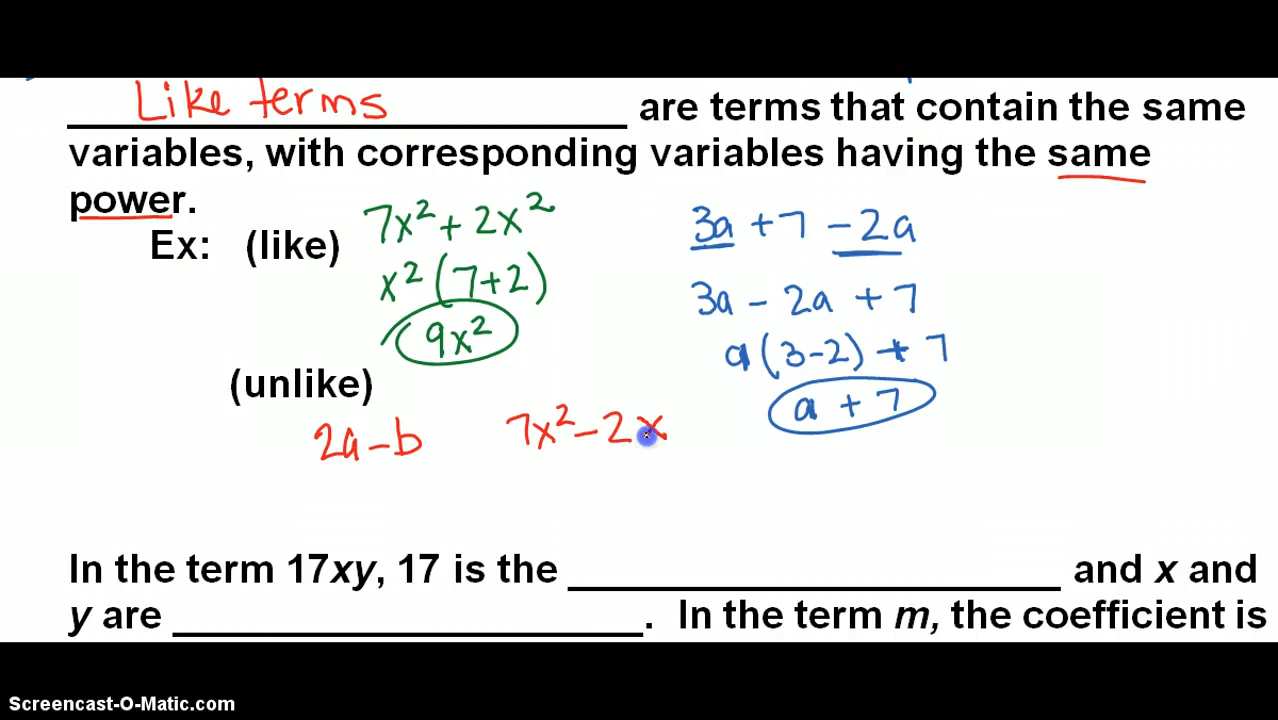 Like terms are terms that contain the same
variables, with corresponding variables having the same
power.
Ex: (like)
7x² + 2x²
x² (7+2)
9x²
3a + 7 - 2a
3a - 2a + 7
a (3-2) + 7
a + 7
(unlike)
2a - b
7x² - 2x
In the term 17xy, 17 is the ____________________ and x and
y are ____________________. In the term m, the coefficient is
Screencast-O-Matic.com